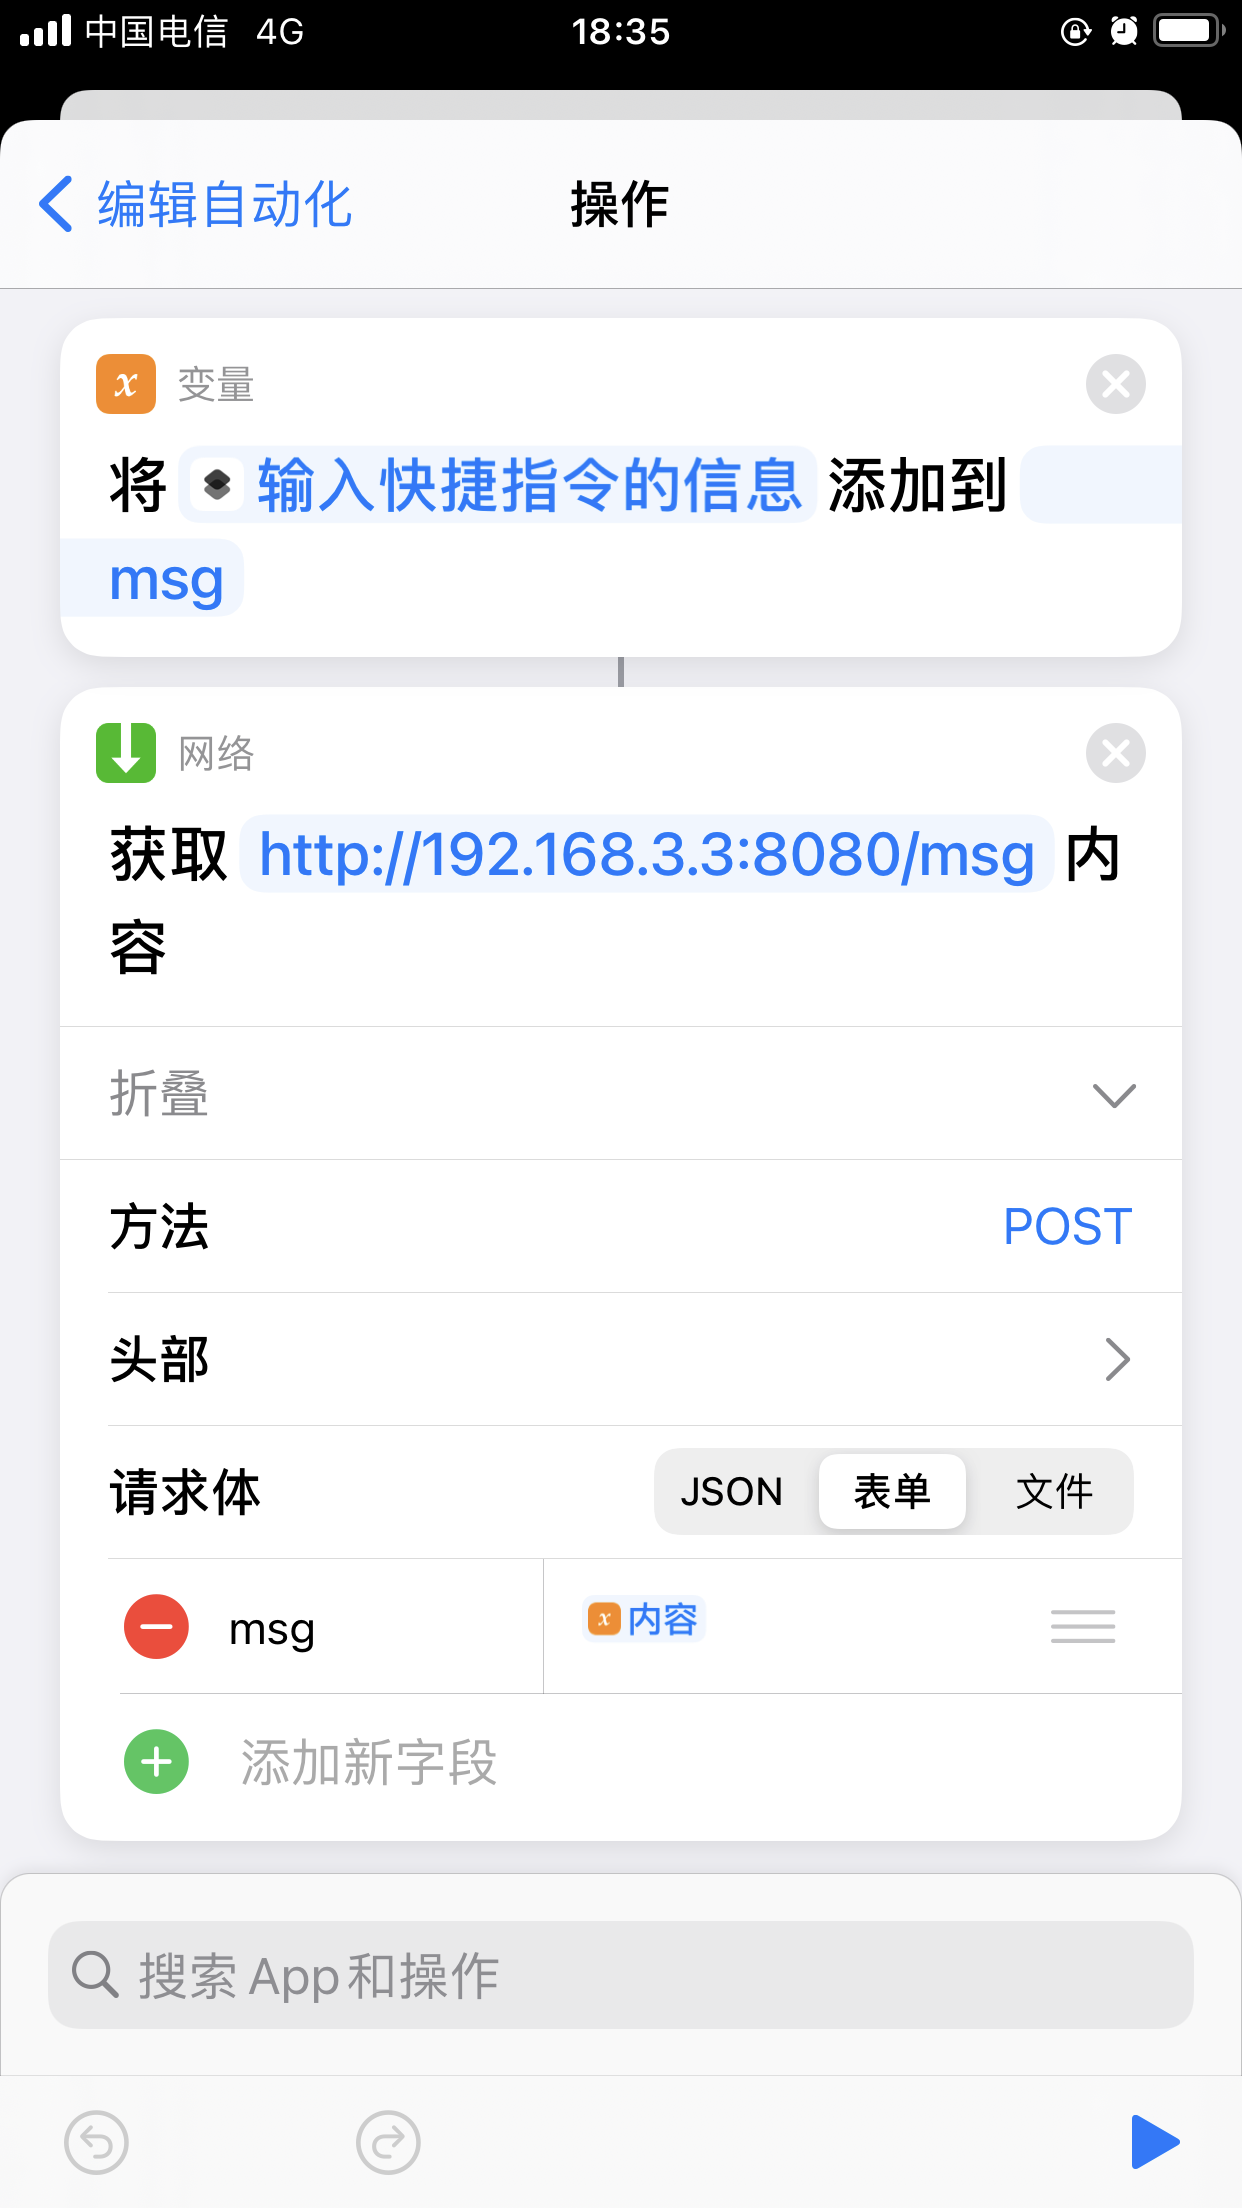 中国电信 4G 18:35
编辑自动化 操作
x 变量
将 输入快捷指令的信息 添加到
msg
网络
获取 http://192.168.3.3:8080/msg 内
容
折叠
方法 POST
头部
请求体 JSON 表单 文件
msg x 内容
添加新字段
搜索 App 和操作